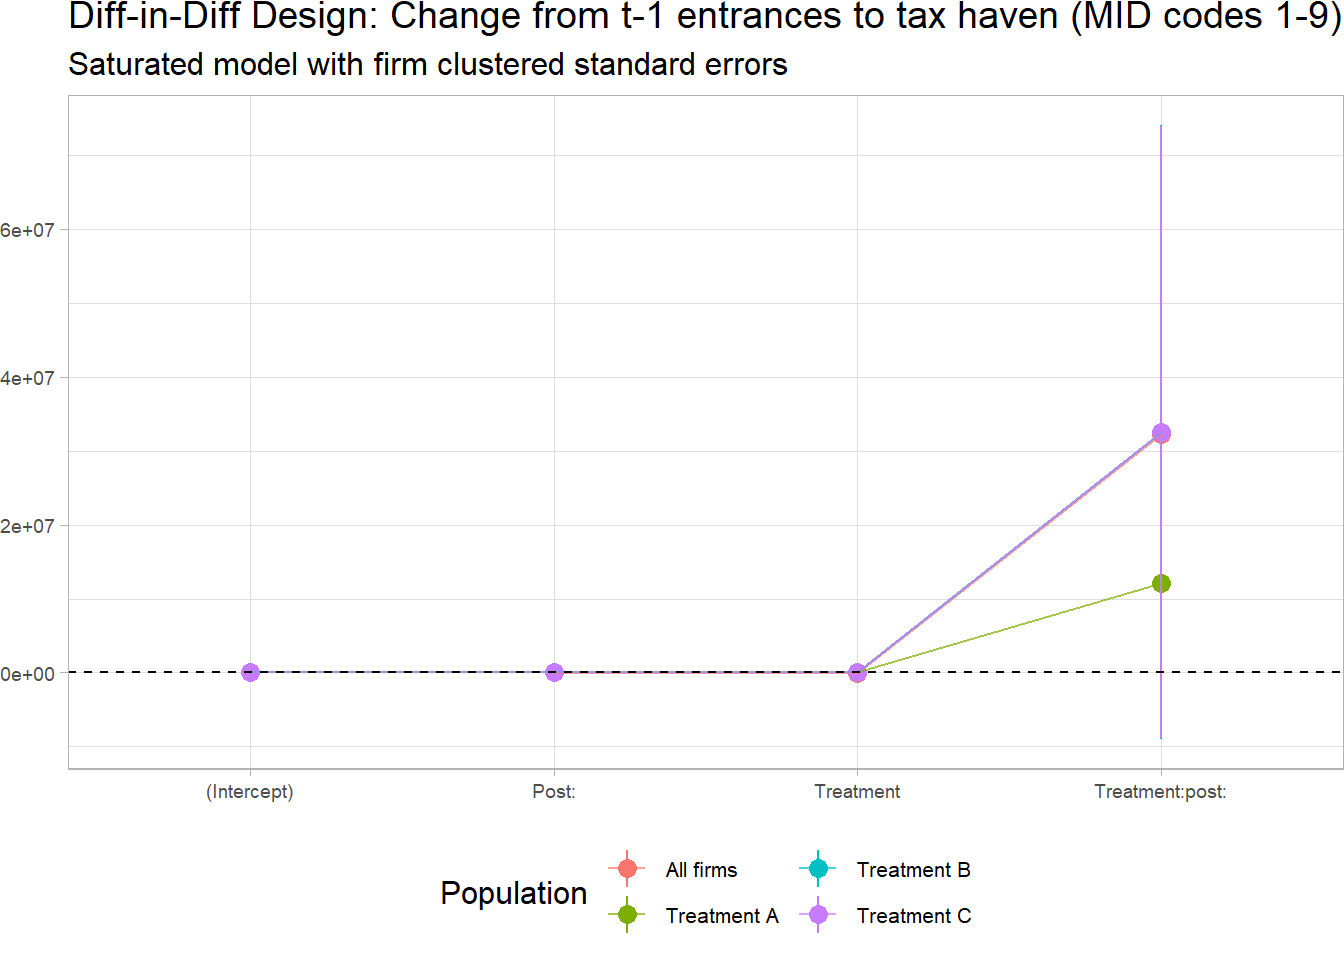 Diff-in-Diff Design: Change from t-1 entrances to tax haven (MID codes 1-9)
Saturated model with firm clustered standard errors
6e+07
4e+07
2e+07
0e+00
(Intercept) Post: Treatment Treatment:post:
Population
All firms Treatment B
Treatment A Treatment C